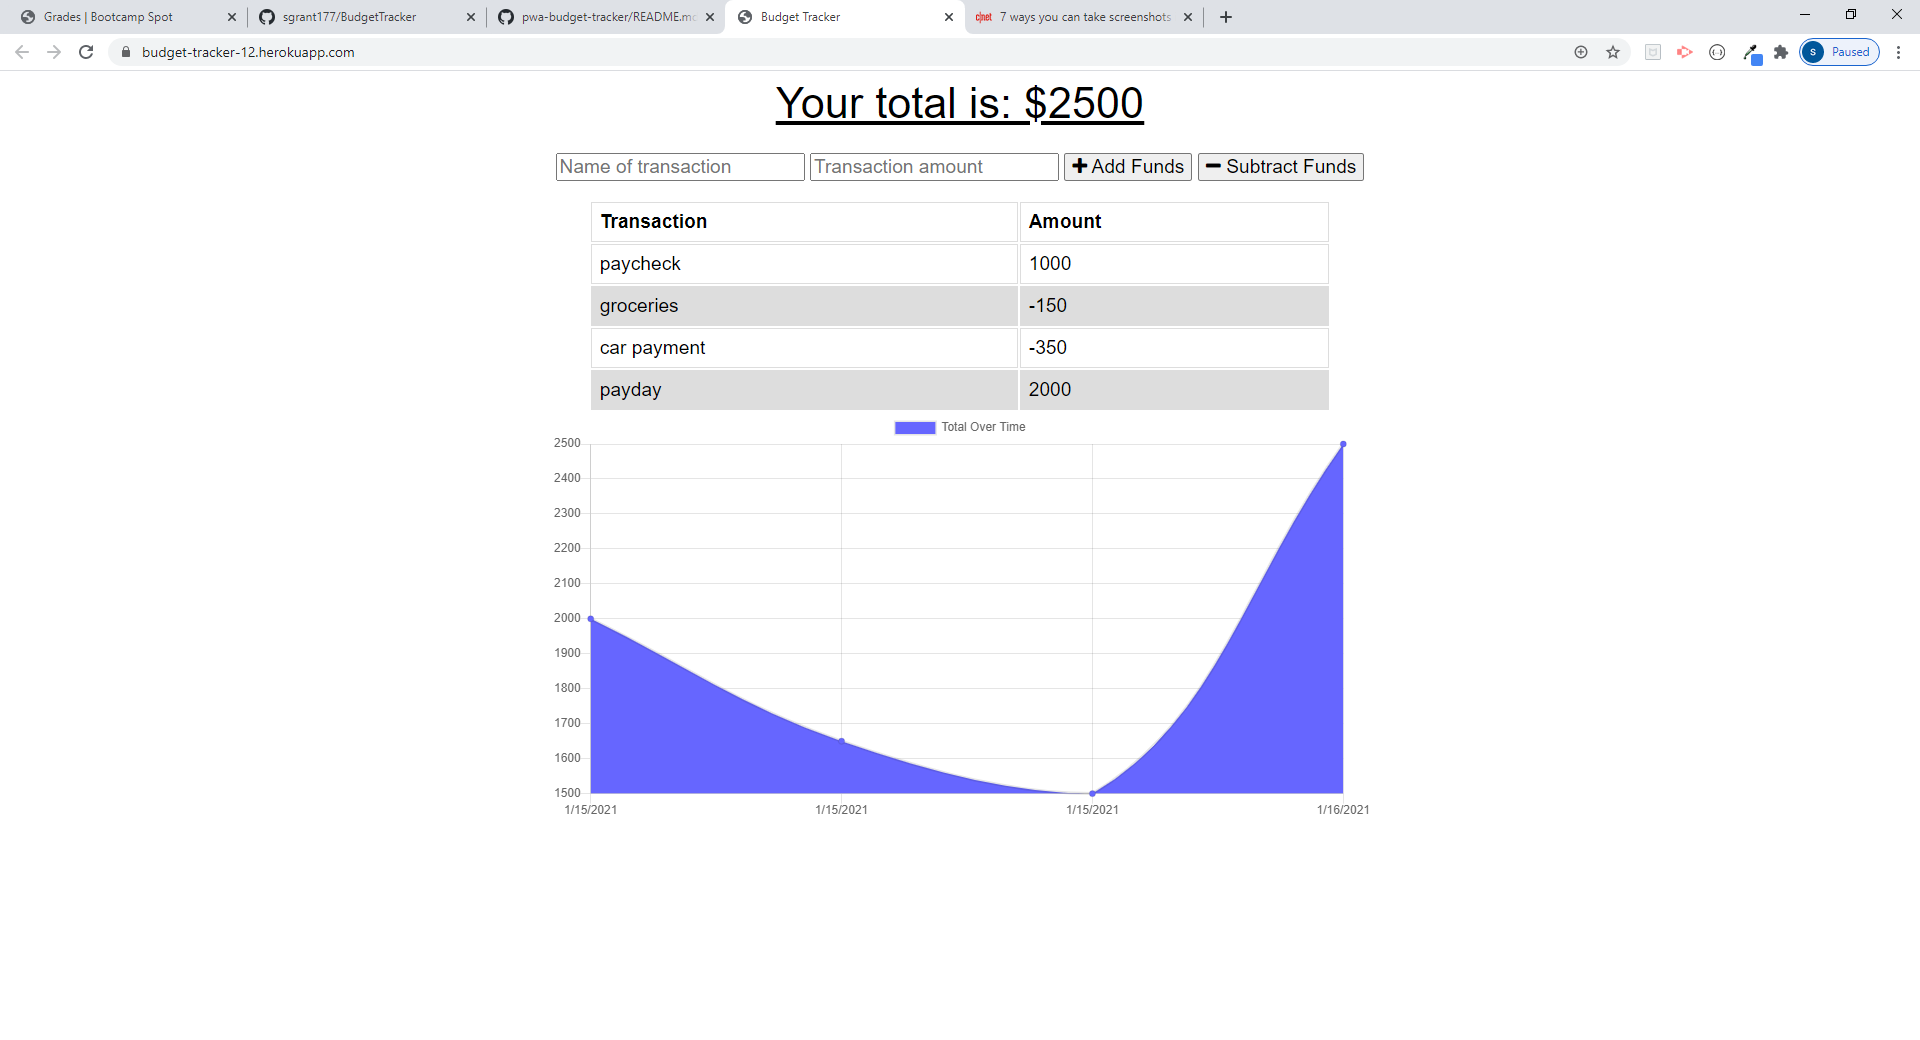 Grades | Bootcamp Spot
sgrant177/BudgetTracker
pwa-budget-tracker/README.mc
Budget Tracker
c|net 7 ways you can take screenshots
budget-tracker-12.herokuapp.com
S Paused
Your total is: $2500
Name of transaction Transaction amount Add Funds Subtract Funds
Transaction Amount
paycheck 1000
groceries -150
car payment -350
payday 2000
Total Over Time
2500
2400
2300
2200
2100
2000
1900
1800
1700
1600
1500
1/15/2021 1/15/2021 1/15/2021 1/16/2021